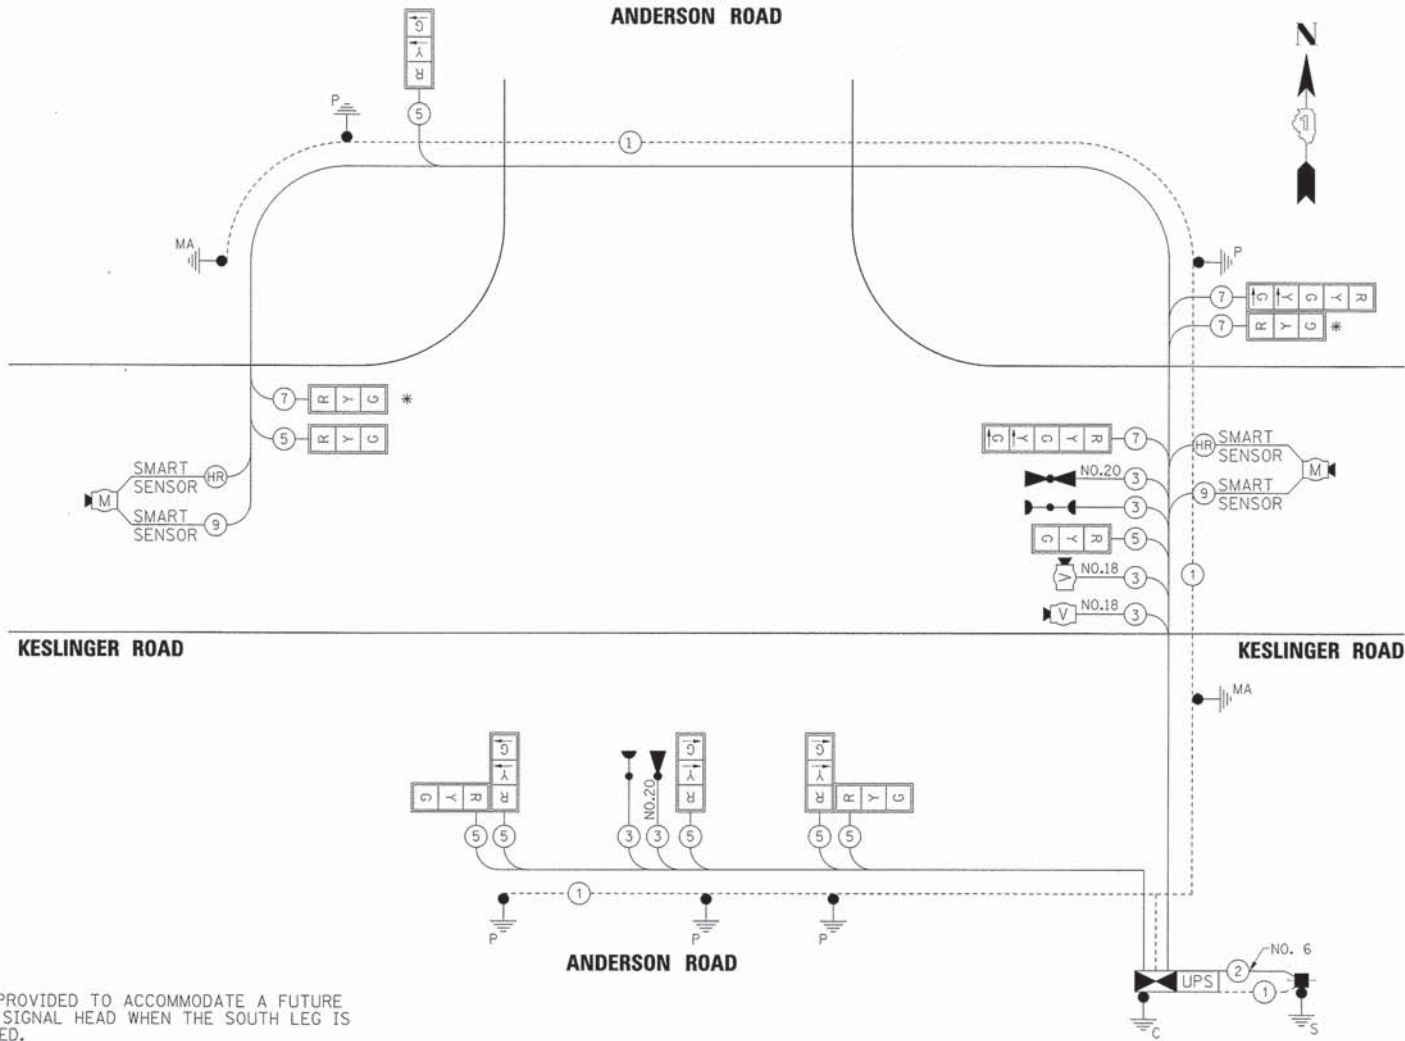 ANDERSON ROAD
N
G Y R
P
5
1
MA
P
7 G Y G Y R
7 R Y G *
7 R Y G *
5 R Y G
SMART SENSOR HR
M
SMART SENSOR 9
G Y G Y R 7
NO.20 3
3
G Y R 5
V NO.18 3
V NO.18 3
HR SMART SENSOR
M
9 SMART SENSOR
1
KESLINGER ROAD
KESLINGER ROAD
MA
G Y R
G Y R
NO.20
G Y R
G Y R
R Y G
5 5 3 3 5 5 5
1
P P P
ANDERSON ROAD
NO. 6
2
UPS
1
C
S
PROVIDED TO ACCOMMODATE A FUTURE
SIGNAL HEAD WHEN THE SOUTH LEG IS
ED.